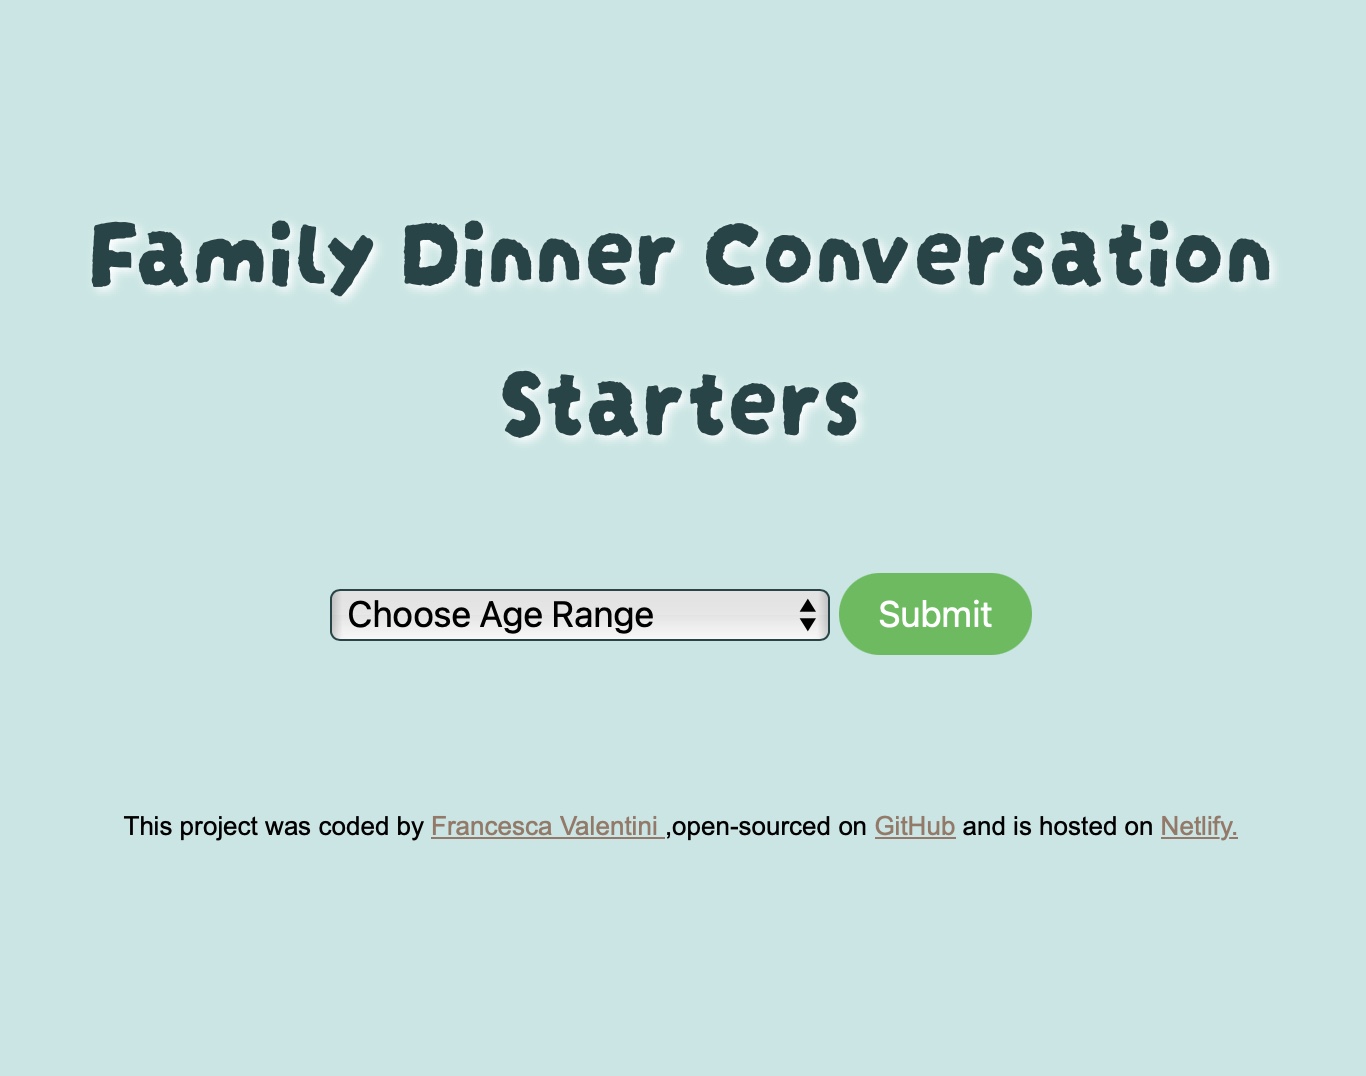 Family Dinner Conversation
Starters
Choose Age Range
Submit
This project was coded by Francesca Valentini ,open-sourced on GitHub and is hosted on Netlify.